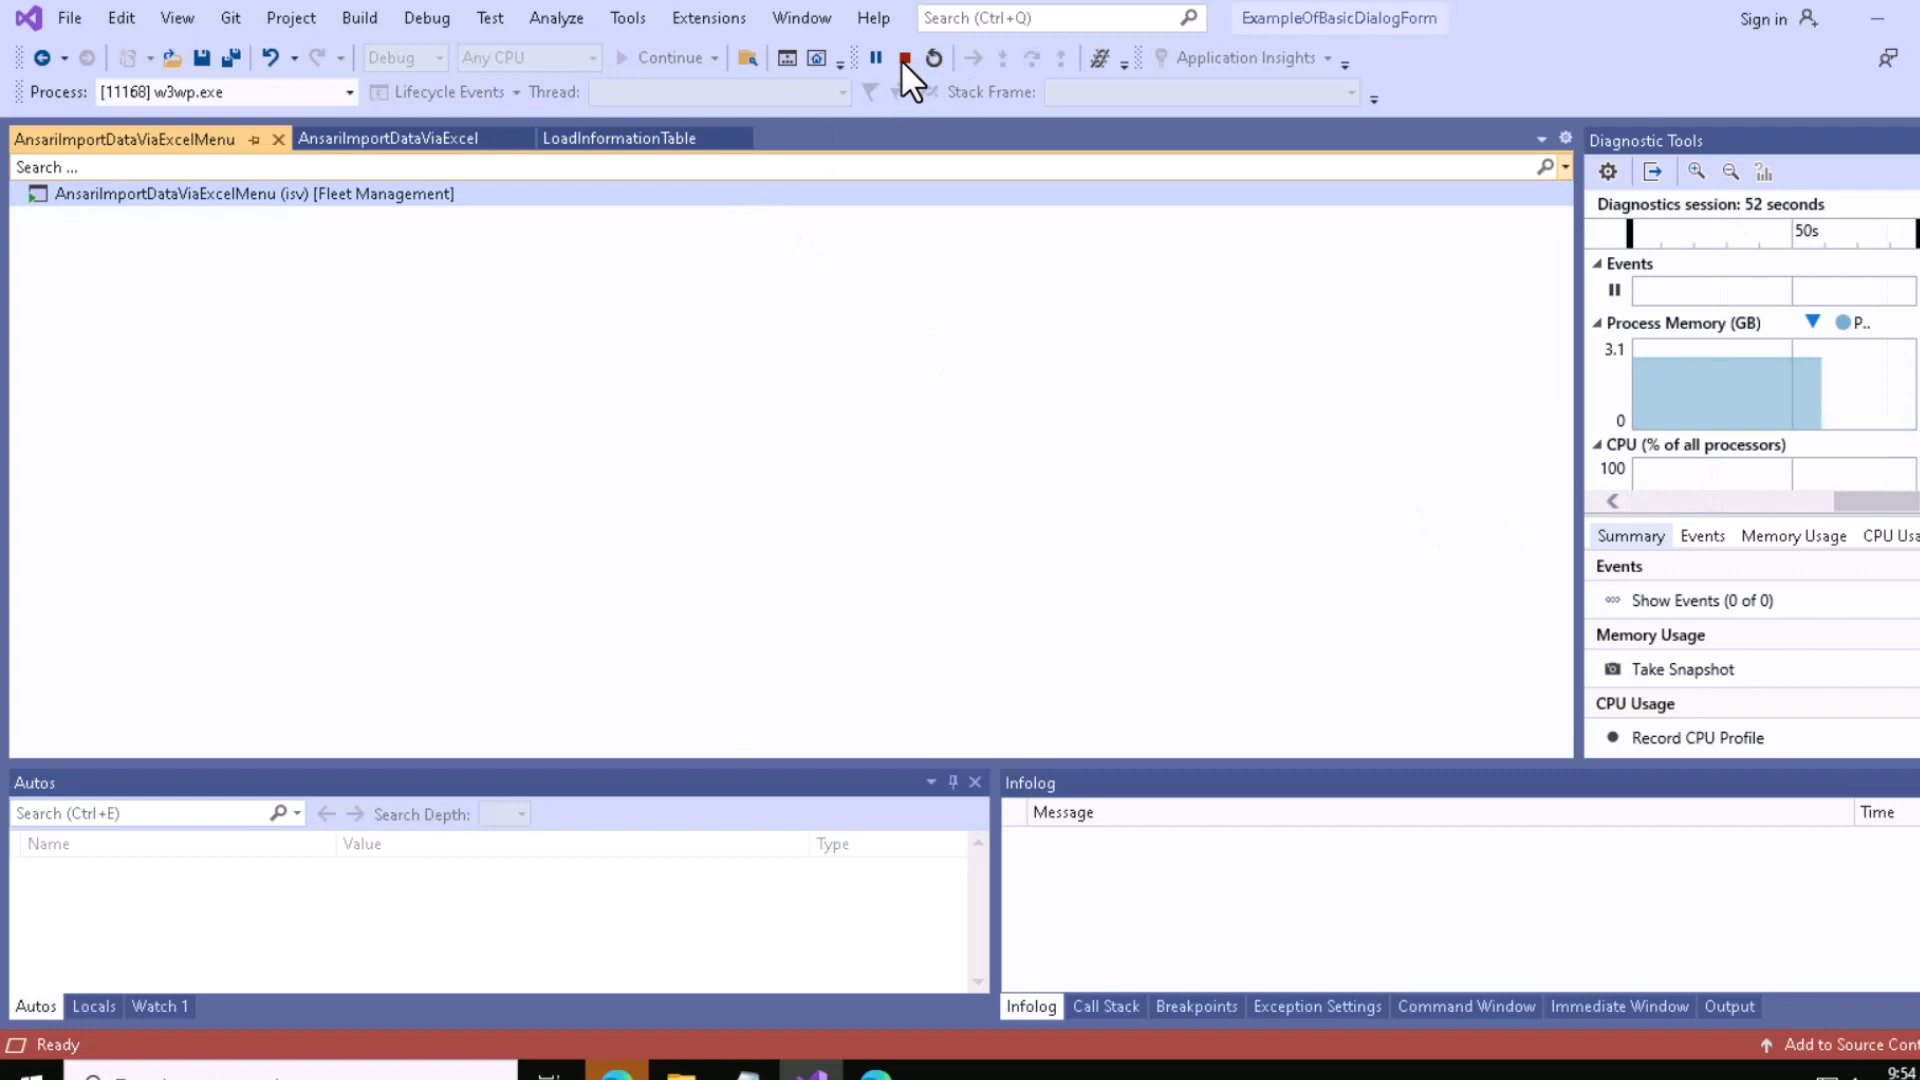 File Edit View Git Project Build Debug Test Analyze Tools Extensions Window Help Search (Ctrl+Q) ExampleOfBasicDialogForm Sign in
Debug Any CPU Continue Application Insights
Process: [11168] w3wp.exe Lifecycle Events Thread: Stack Frame:
AnsariImportDataViaExcelMenu AnsariImportDataViaExcel LoadInformationTable
Search ...
AnsariImportDataViaExcelMenu (isv) [Fleet Management]
Diagnostic Tools
Diagnostics session: 52 seconds
50s
Events
Process Memory (GB) P..
3.1
0
CPU (% of all processors)
100
Summary Events Memory Usage CPU Usa
Events
Show Events (0 of 0)
Memory Usage
Take Snapshot
CPU Usage
Record CPU Profile
Autos
Search (Ctrl+E) Search Depth:
Name Value Type
Autos Locals Watch 1
Infolog
Message Time
Infolog Call Stack Breakpoints Exception Settings Command Window Immediate Window Output
Ready Add to Source Cont
9:54